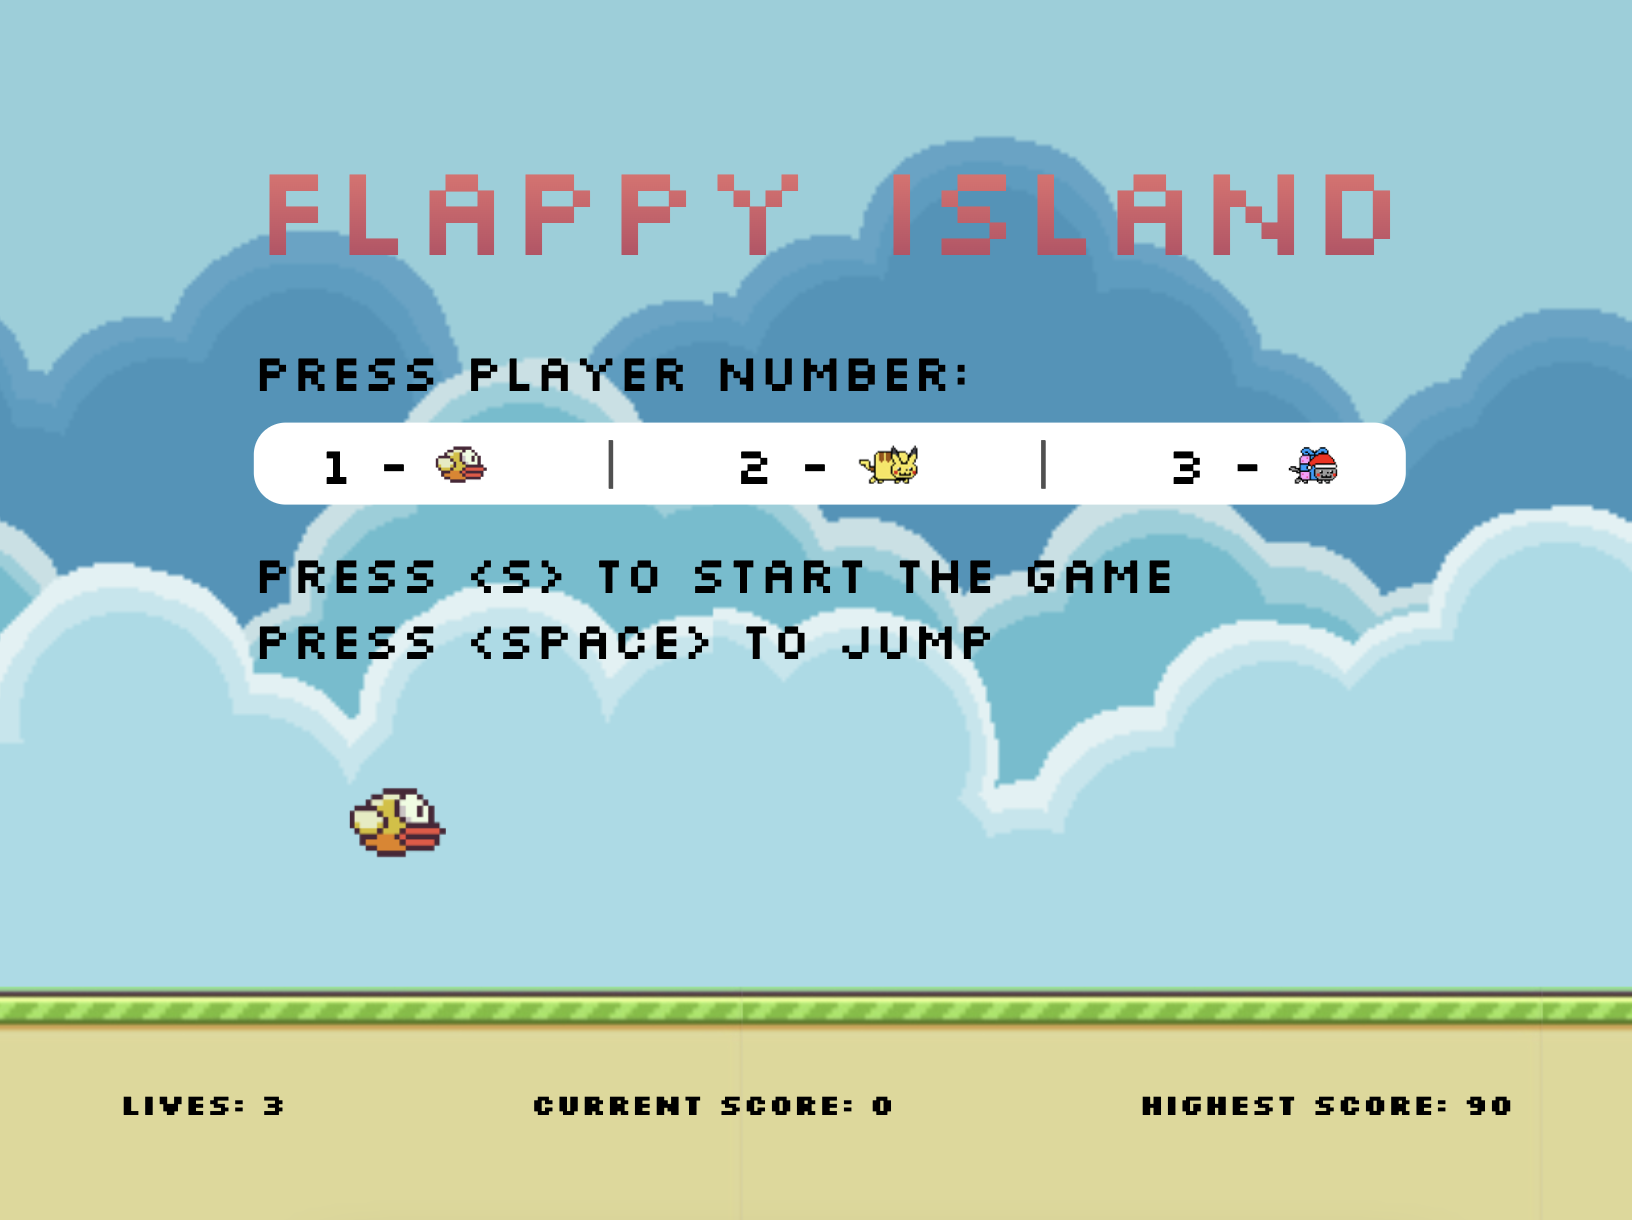 FLAPPY ISLAND
PRESS PLAYER NUMBER:
1 - | 2 - | 3 -
PRESS <S> TO START THE GAME
PRESS <SPACE> TO JUMP
LIVES: 3 CURRENT SCORE: 0 HIGHEST SCORE: 90